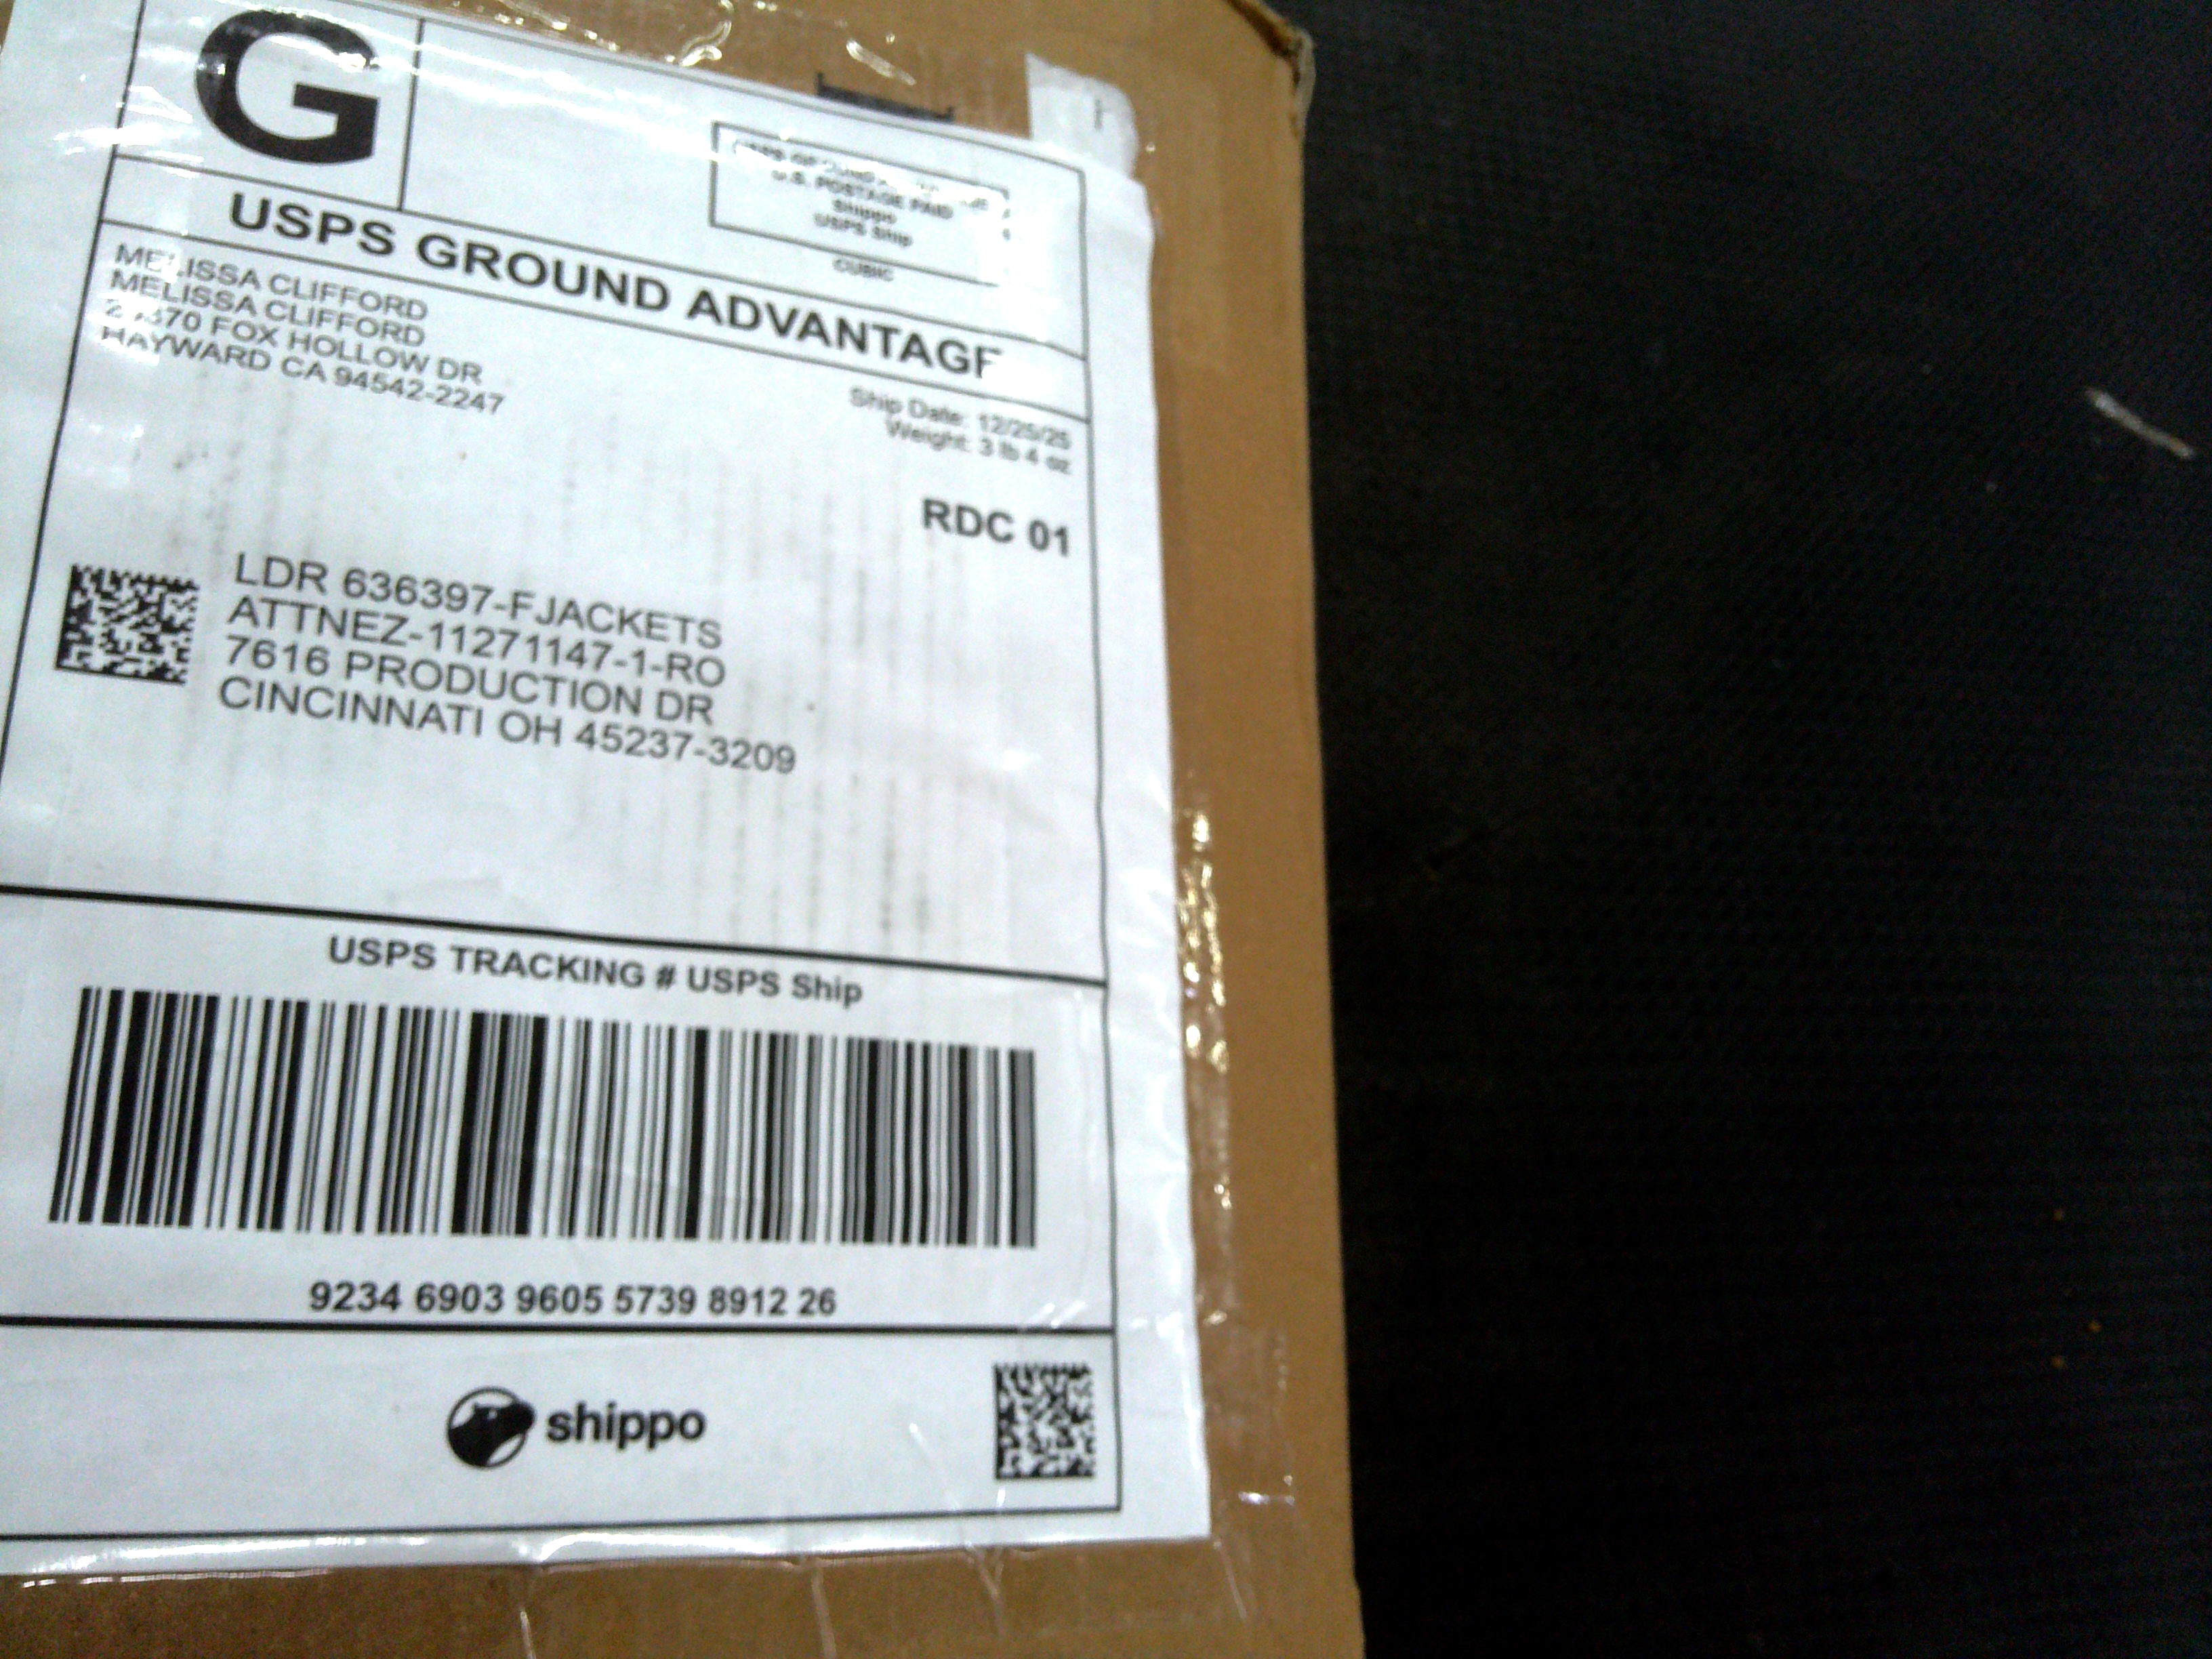 G
U.S. POSTAGE PAID
Shippo
USPS Ship
CUBIC
USPS GROUND ADVANTAGE
MELISSA CLIFFORD
MELISSA CLIFFORD
FOX HOLLOW DR
HAYWARD CA 94542-2247
Ship Date: 12/25/25
Weight: 3 lb 4 oz
RDC 01
LDR 636397-FJACKETS
ATTNEZ-11271147-1-RO
7616 PRODUCTION DR
CINCINNATI OH 45237-3209
USPS TRACKING # USPS Ship
9234 6903 9605 5739 8912 26
shippo